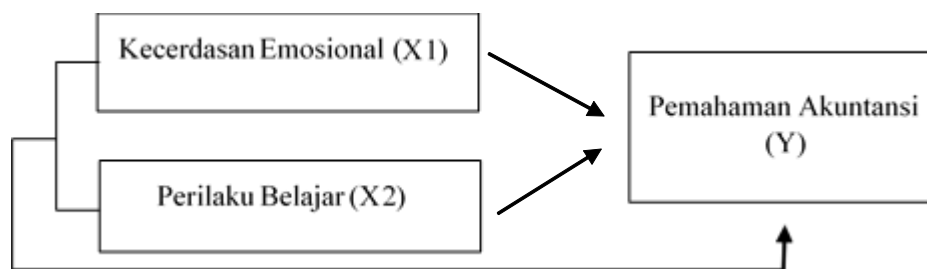 Kecerdasan Emosional (X1)
Perilaku Belajar (X2)
Pemahaman Akuntansi
(Y)